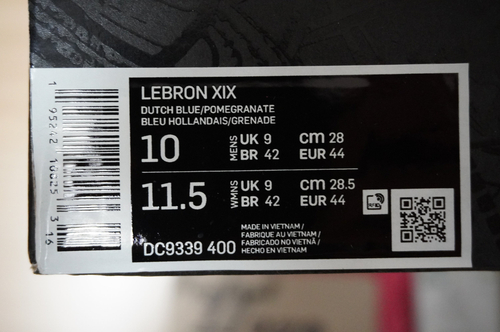 LEBRON XIX
DUTCH BLUE/POMEGRANATE
BLEU HOLLANDAIS/GRENADE
10 MENS UK 9 CM 28
BR 42 EUR 44
11.5 WMNS UK 9 CM 28.5
BR 42 EUR 44
DC9339 400
MADE IN VIETNAM /
FABRIQUE AU VIETNAM /
FABRICADO NO VIETNÃ /
HECHO EN VIETNAM